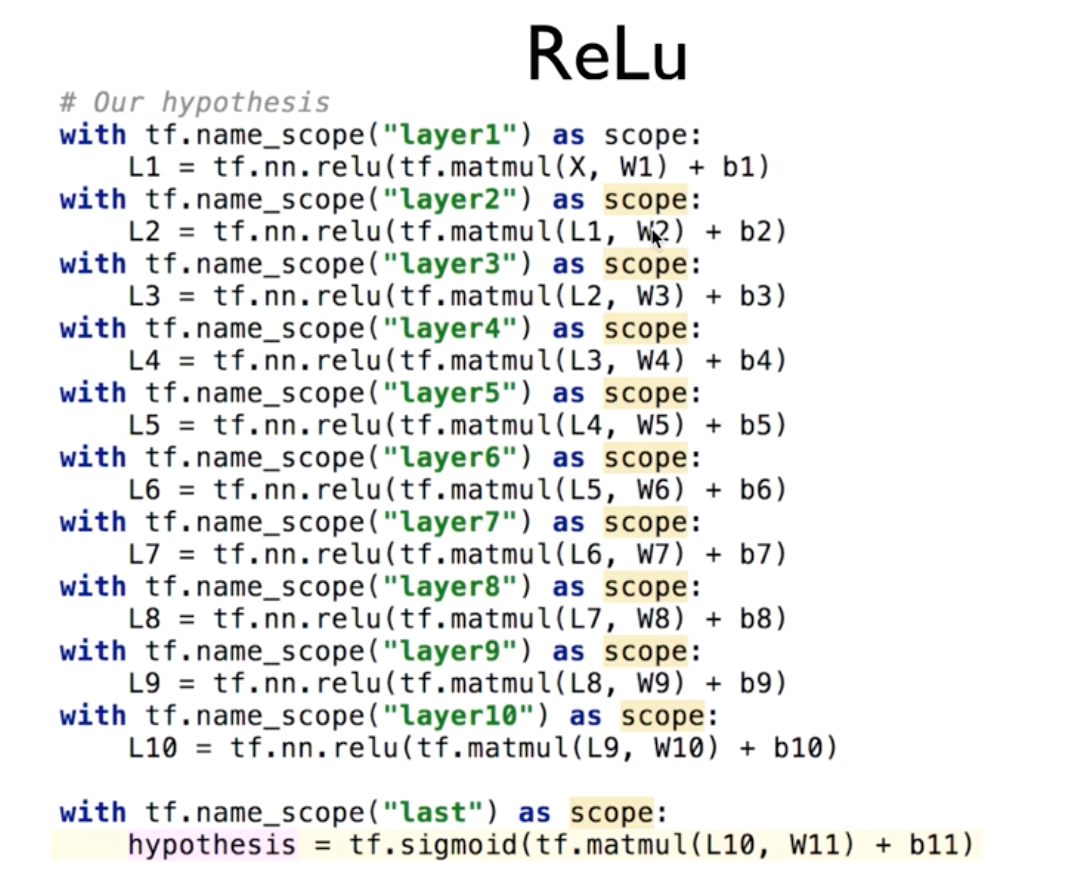 ReLu
# Our hypothesis
with tf.name_scope("layer1") as scope:
    L1 = tf.nn.relu(tf.matmul(X, W1) + b1)
with tf.name_scope("layer2") as scope:
    L2 = tf.nn.relu(tf.matmul(L1, W2) + b2)
with tf.name_scope("layer3") as scope:
    L3 = tf.nn.relu(tf.matmul(L2, W3) + b3)
with tf.name_scope("layer4") as scope:
    L4 = tf.nn.relu(tf.matmul(L3, W4) + b4)
with tf.name_scope("layer5") as scope:
    L5 = tf.nn.relu(tf.matmul(L4, W5) + b5)
with tf.name_scope("layer6") as scope:
    L6 = tf.nn.relu(tf.matmul(L5, W6) + b6)
with tf.name_scope("layer7") as scope:
    L7 = tf.nn.relu(tf.matmul(L6, W7) + b7)
with tf.name_scope("layer8") as scope:
    L8 = tf.nn.relu(tf.matmul(L7, W8) + b8)
with tf.name_scope("layer9") as scope:
    L9 = tf.nn.relu(tf.matmul(L8, W9) + b9)
with tf.name_scope("layer10") as scope:
    L10 = tf.nn.relu(tf.matmul(L9, W10) + b10)
with tf.name_scope("last") as scope:
    hypothesis = tf.sigmoid(tf.matmul(L10, W11) + b11)